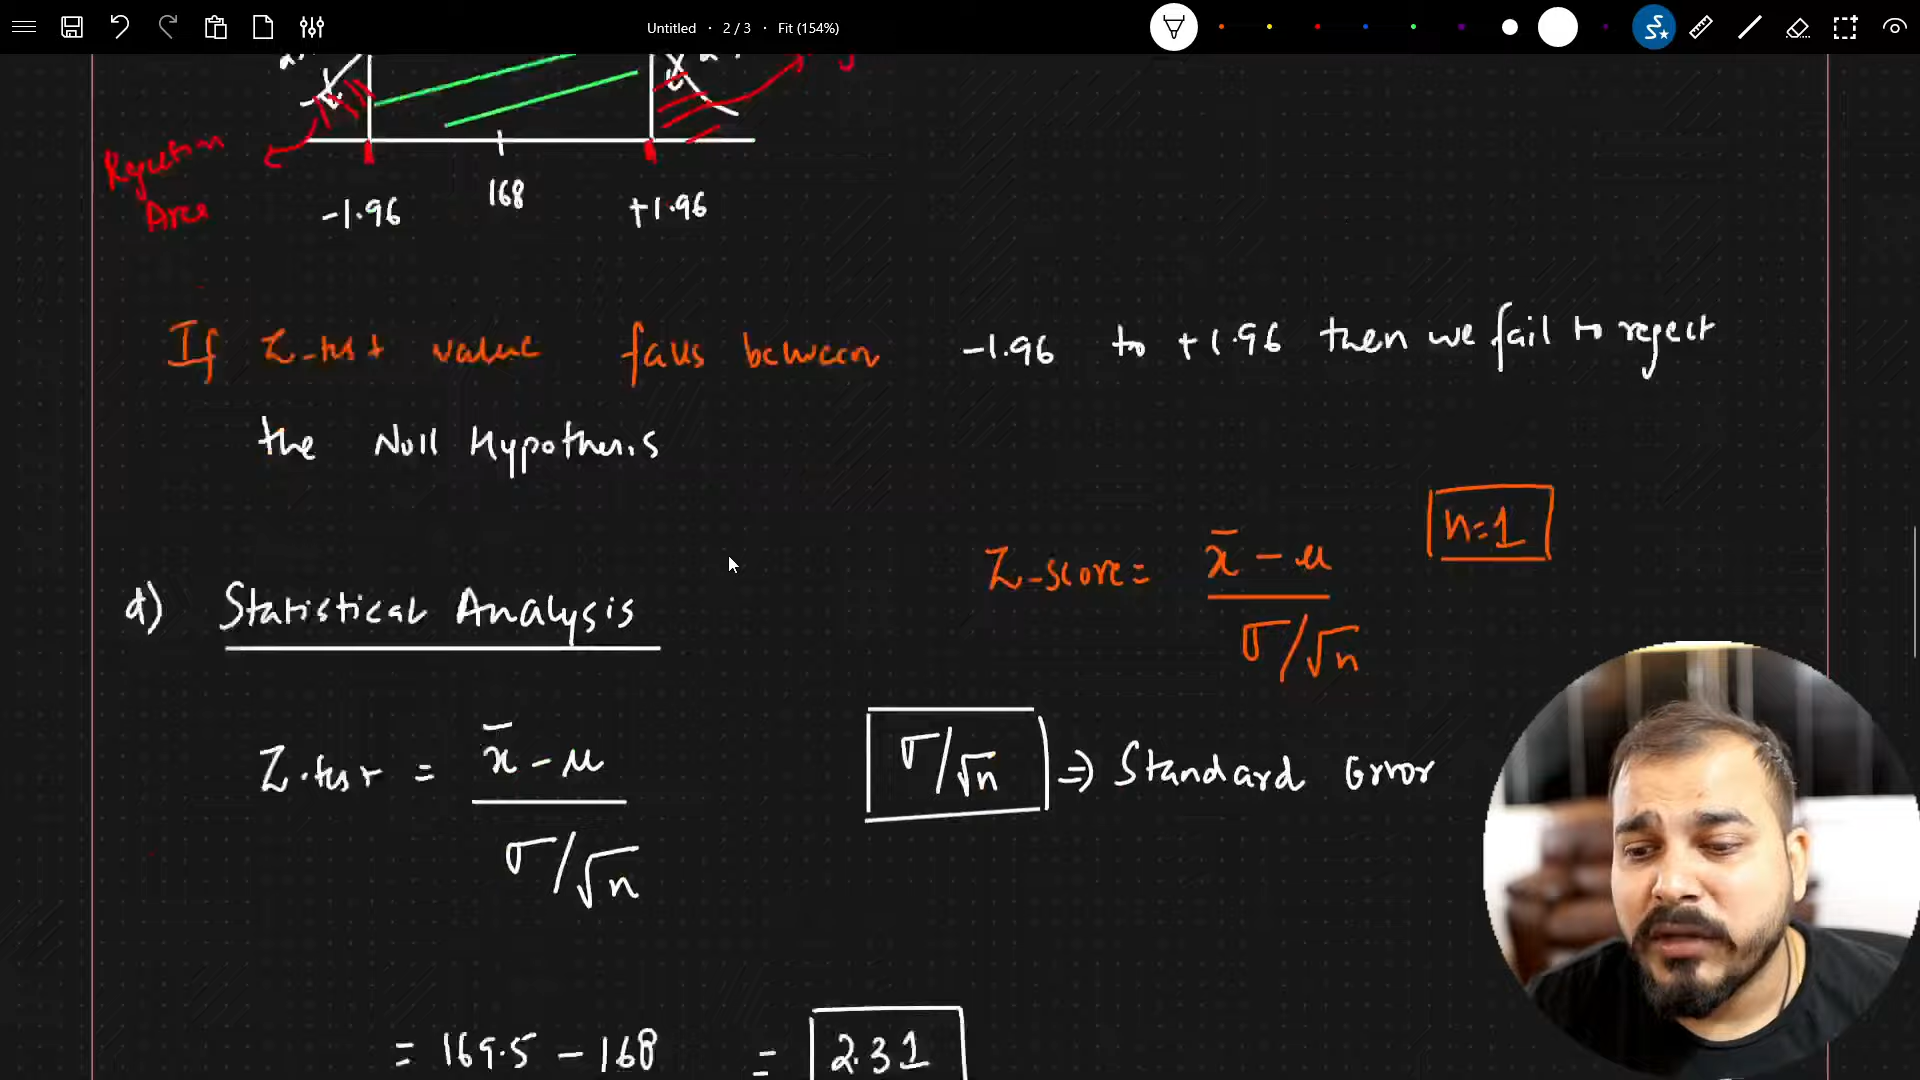 Untitled · 2 / 3 · Fit (154%)
Rejection
Area
-1.96
168
+1.96
If Z-test value falls between -1.96 to +1.96 then we fail to reject
the Null Hypothesis
Z-score = x̄ - μ
σ/√n
n=1
d) Statistical Analysis
Z.test = x̄ - μ
σ/√n
σ/√n ⇒ Standard Error
= 169.5 - 168 = 2.31